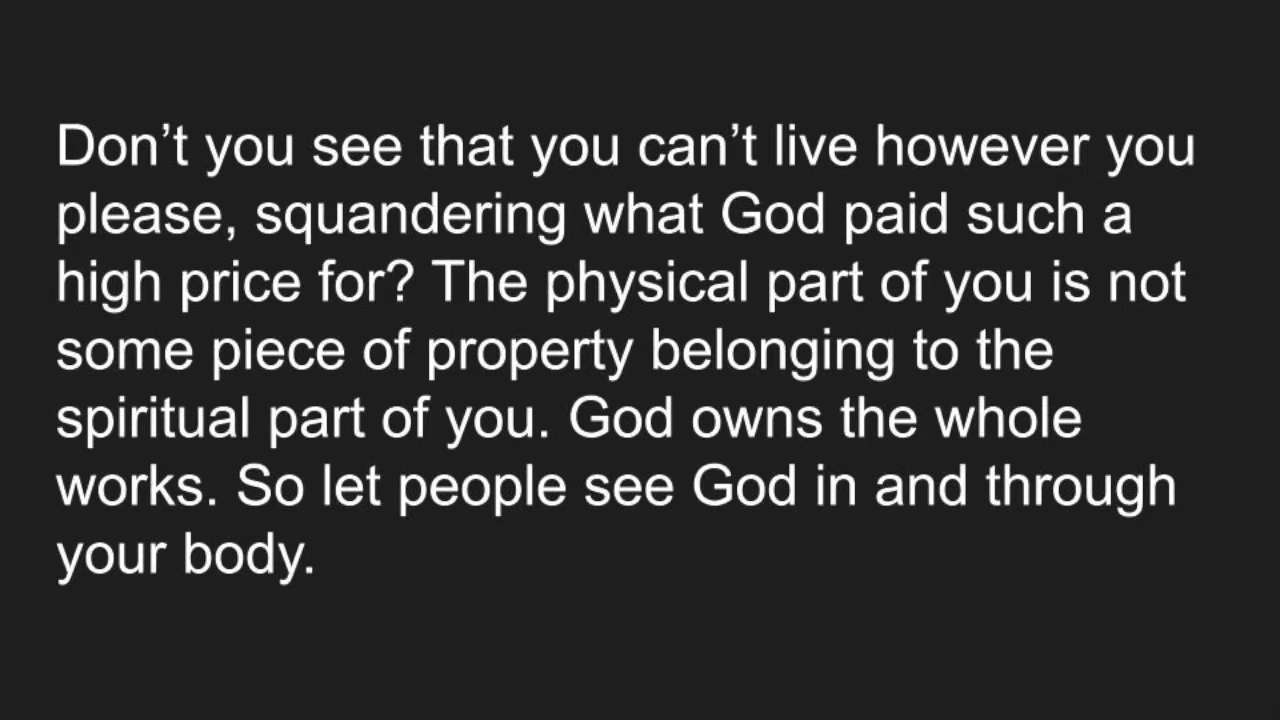 Don’t you see that you can’t live however you
please, squandering what God paid such a
high price for? The physical part of you is not
some piece of property belonging to the
spiritual part of you. God owns the whole
works. So let people see God in and through
your body.